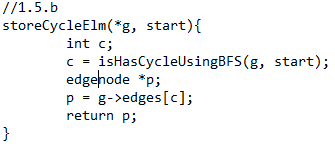 //1.5.b
storeCycleElm(*g, start){
int c;
c = isHasCycleUsingBFS(g, start);
edgenode *p;
p = g->edges[c];
return p;
}